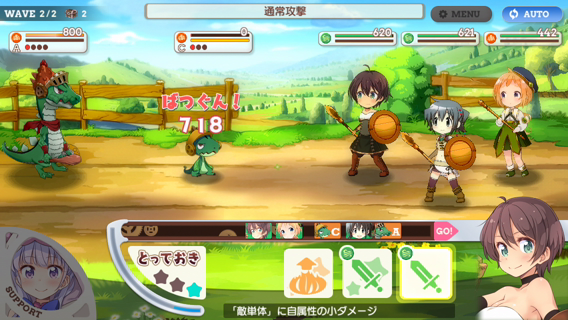 WAVE 2/2 2
通常攻撃
MENU
AUTO
800
A
0
C
620
621
442
ばつぐん!
718
C
A
GO!
とっておき
SUPPORT
「敵単体」に自属性の小ダメージ